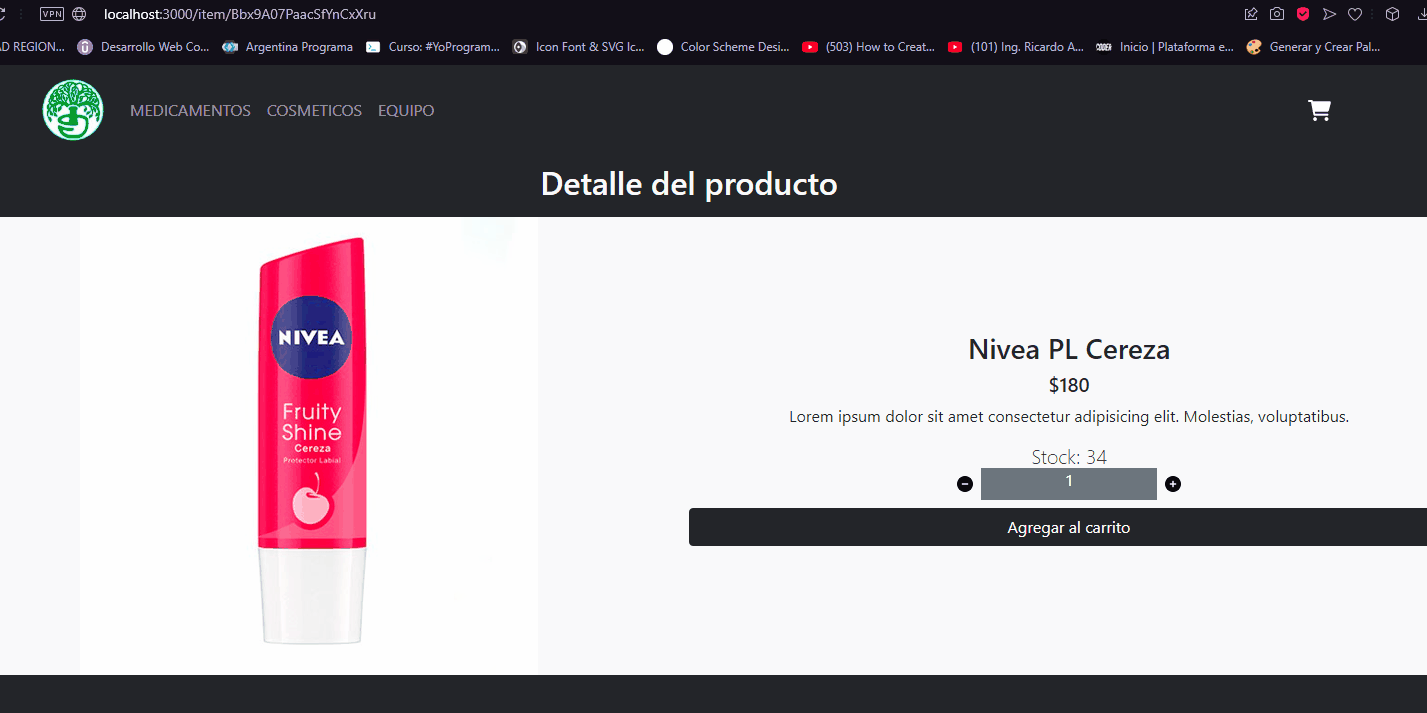 VPN localhost:3000/item/Bbx9A07PaacSfYnCxXru
AD REGION... Desarrollo Web Co... Argentina Programa Curso: #YoProgram... Icon Font & SVG Ic... Color Scheme Desi... (503) How to Creat... (101) Ing. Ricardo A... CODER Inicio | Plataforma e... Generar y Crear Pal...
MEDICAMENTOS COSMETICOS EQUIPO
Detalle del producto
NIVEA
Fruity
Shine
Cereza
Protector Labial
Nivea PL Cereza
$180
Lorem ipsum dolor sit amet consectetur adipisicing elit. Molestias, voluptatibus.
Stock: 34
1
Agregar al carrito